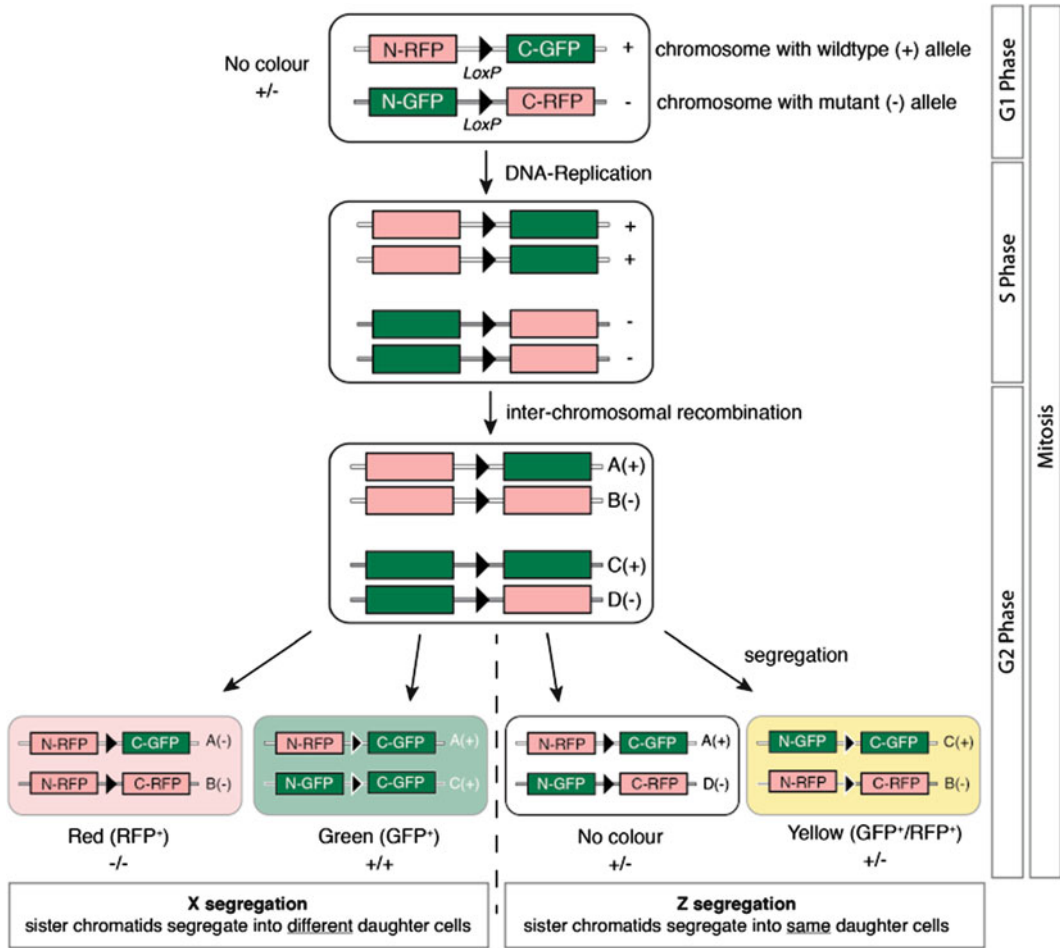 N-RFP C-GFP + chromosome with wildtype (+) allele
LoxP
No colour
+/-
N-GFP C-RFP - chromosome with mutant (-) allele
LoxP
G1 Phase
DNA-Replication
+
+
-
-
S Phase
inter-chromosomal recombination
Mitosis
A(+)
B(-)
C(+)
D(-)
G2 Phase
segregation
N-RFP C-GFP A(-)
N-RFP C-RFP B(-)
Red (RFP⁺)
-/-
N-RFP C-GFP A(+)
N-GFP C-GFP C(+)
Green (GFP⁺)
+/+
N-RFP C-GFP A(+)
N-GFP C-RFP D(-)
No colour
+/-
N-GFP C-GFP C(+)
N-RFP C-RFP B(-)
Yellow (GFP⁺/RFP⁺)
+/-
X segregation
sister chromatids segregate into different daughter cells
Z segregation
sister chromatids segregate into same daughter cells